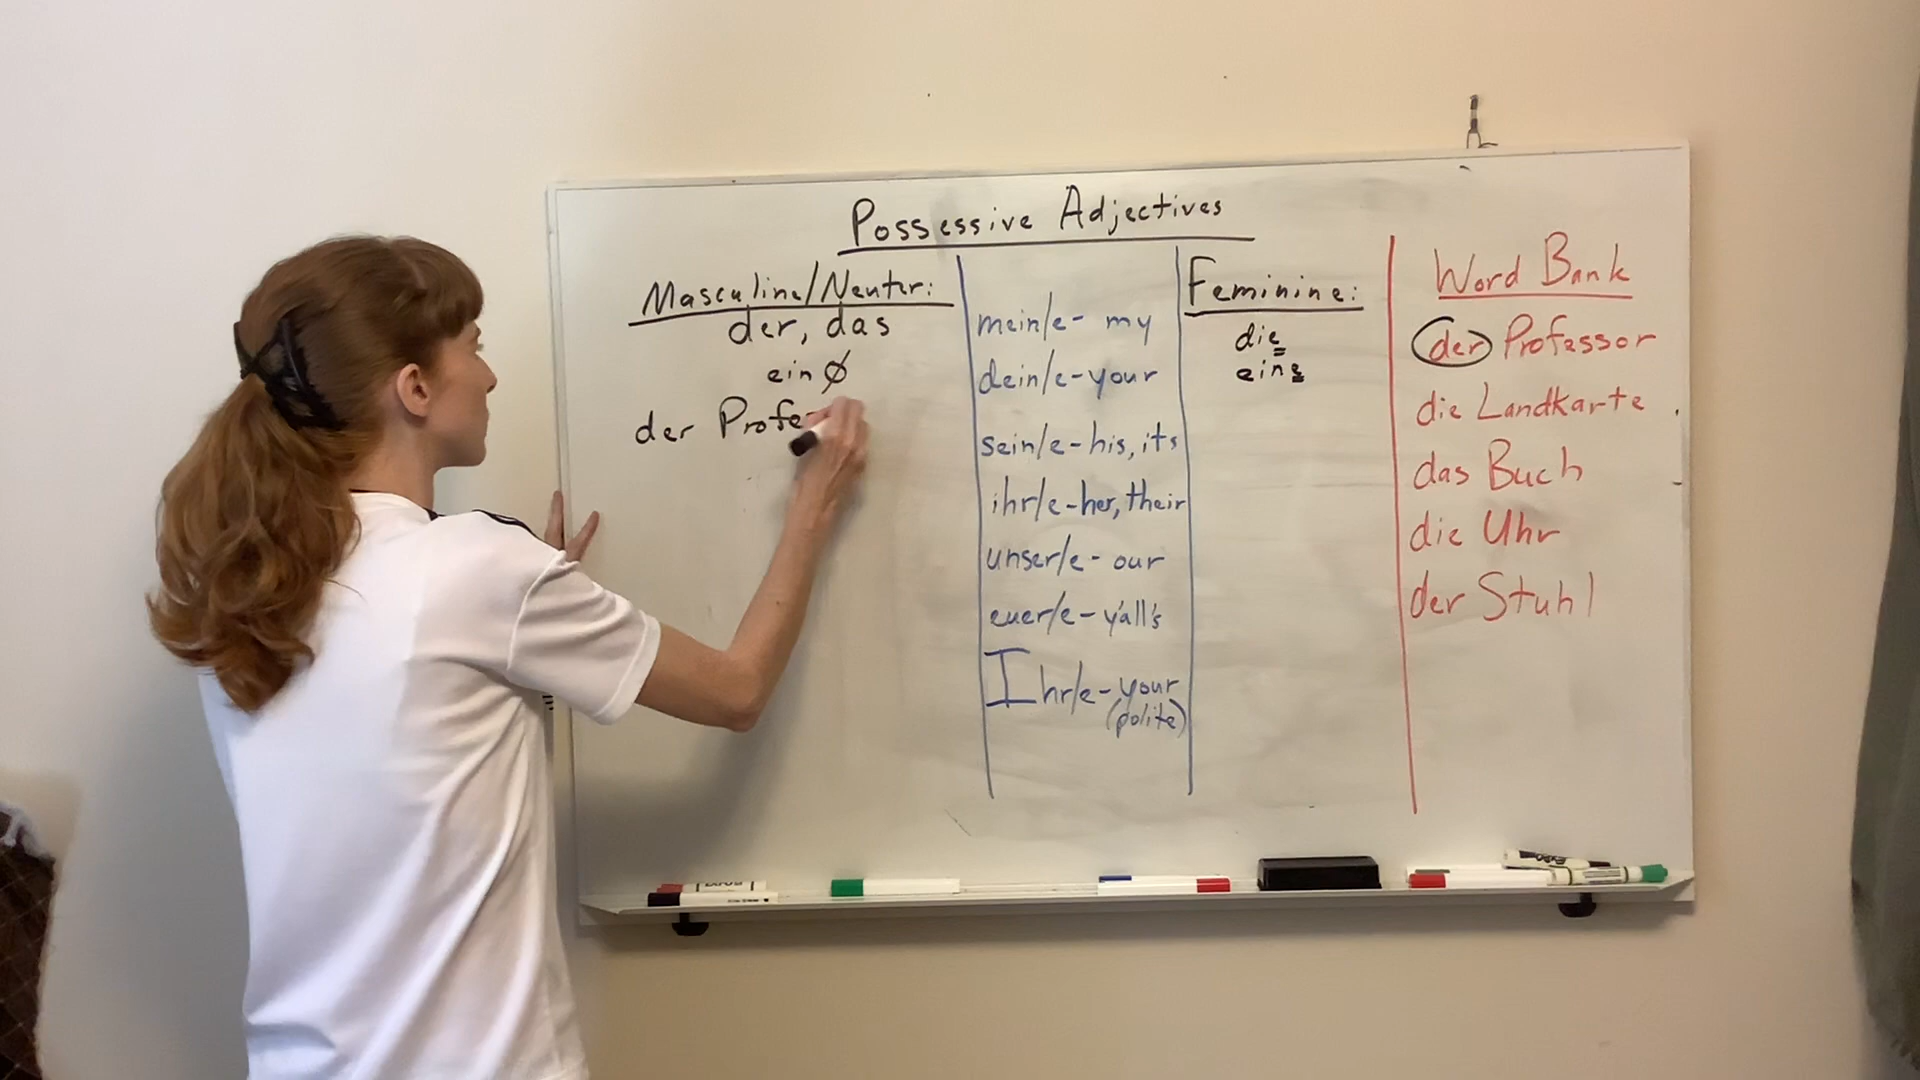 Possessive Adjectives
Masculine/Neuter:
der, das
ein Ø
der Profes
mein/e - my
dein/e - your
sein/e - his, its
ihr/e - her, their
unser/e - our
euer/e - y'all's
Ihr/e - your
(polite)
Feminine:
die
eine
Word Bank
der Professor
die Landkarte
das Buch
die Uhr
der Stuhl